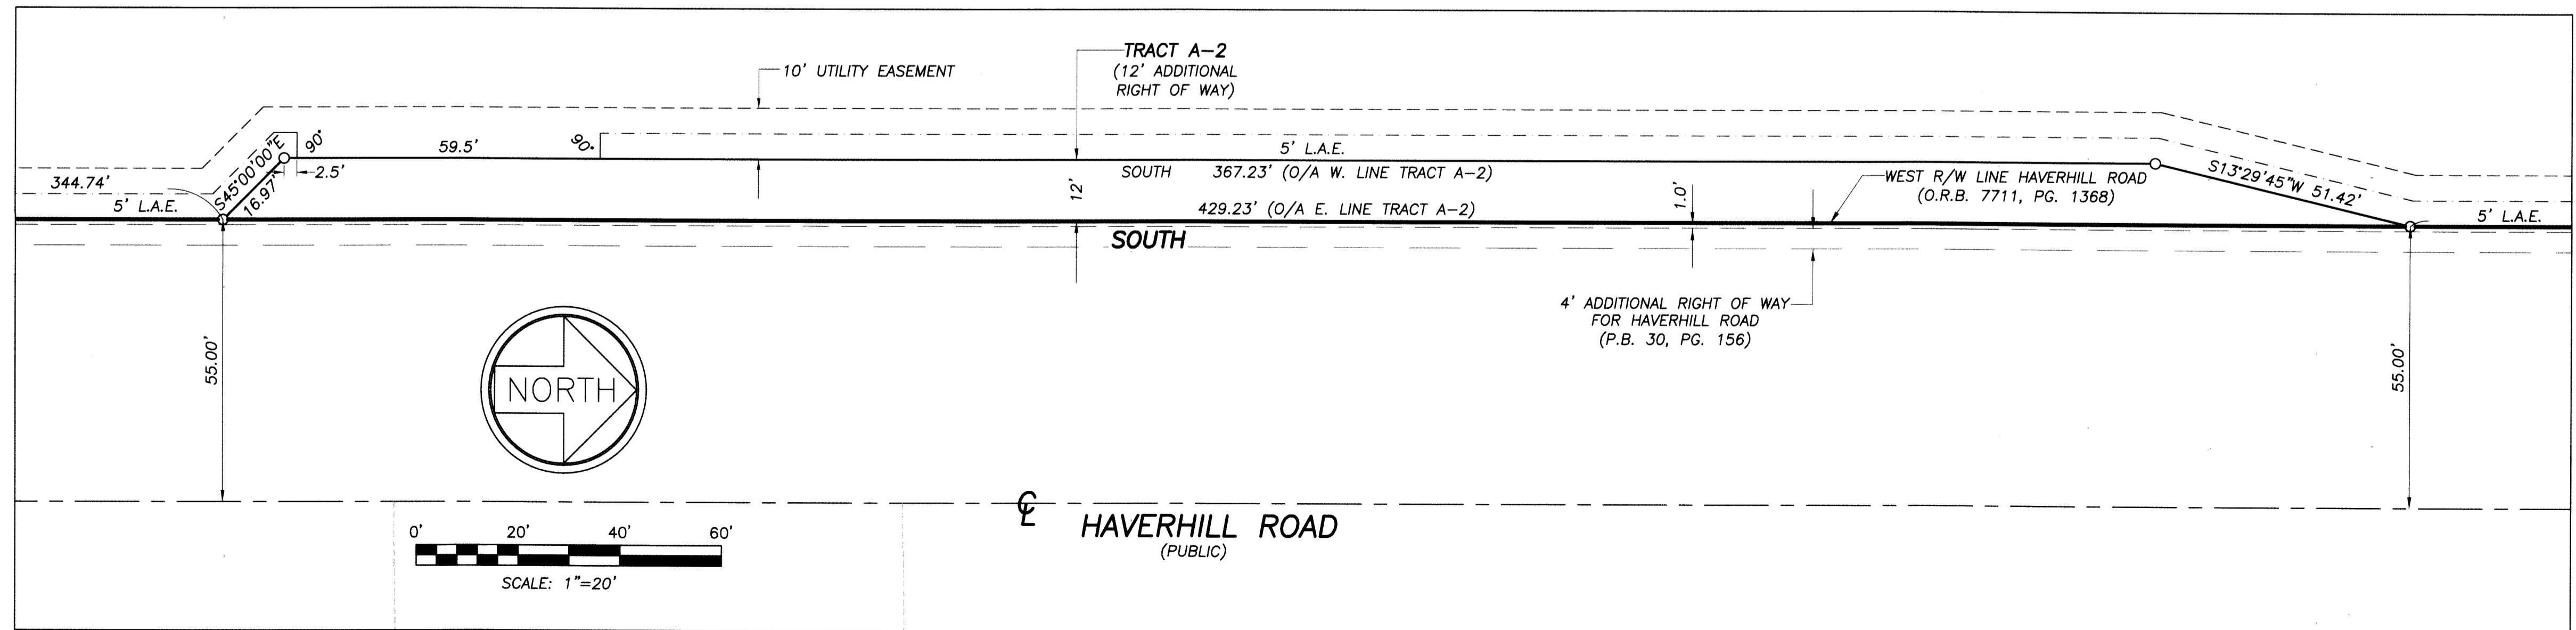 TRACT A-2
(12' ADDITIONAL
RIGHT OF WAY)
10' UTILITY EASEMENT
90°
59.5'
90°
5' L.A.E.
S45°00'00"E
16.97'
2.5'
344.74'
5' L.A.E.
SOUTH 367.23' (O/A W. LINE TRACT A-2)
12'
429.23' (O/A E. LINE TRACT A-2)
SOUTH
1.0'
WEST R/W LINE HAVERHILL ROAD
(O.R.B. 7711, PG. 1368)
S13°29'45"W 51.42'
5' L.A.E.
4' ADDITIONAL RIGHT OF WAY
FOR HAVERHILL ROAD
(P.B. 30, PG. 156)
55.00'
NORTH
55.00'
℄
HAVERHILL ROAD
(PUBLIC)
0' 20' 40' 60'
SCALE: 1"=20'